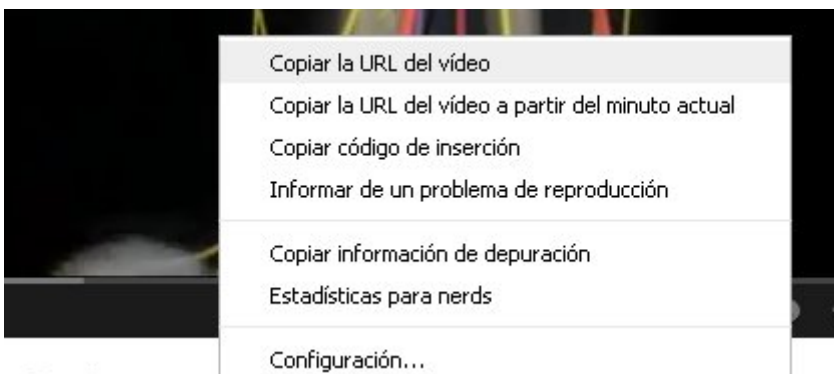 Copiar la URL del vídeo
Copiar la URL del vídeo a partir del minuto actual
Copiar código de inserción
Informar de un problema de reproducción
Copiar información de depuración
Estadísticas para nerds
Configuración...